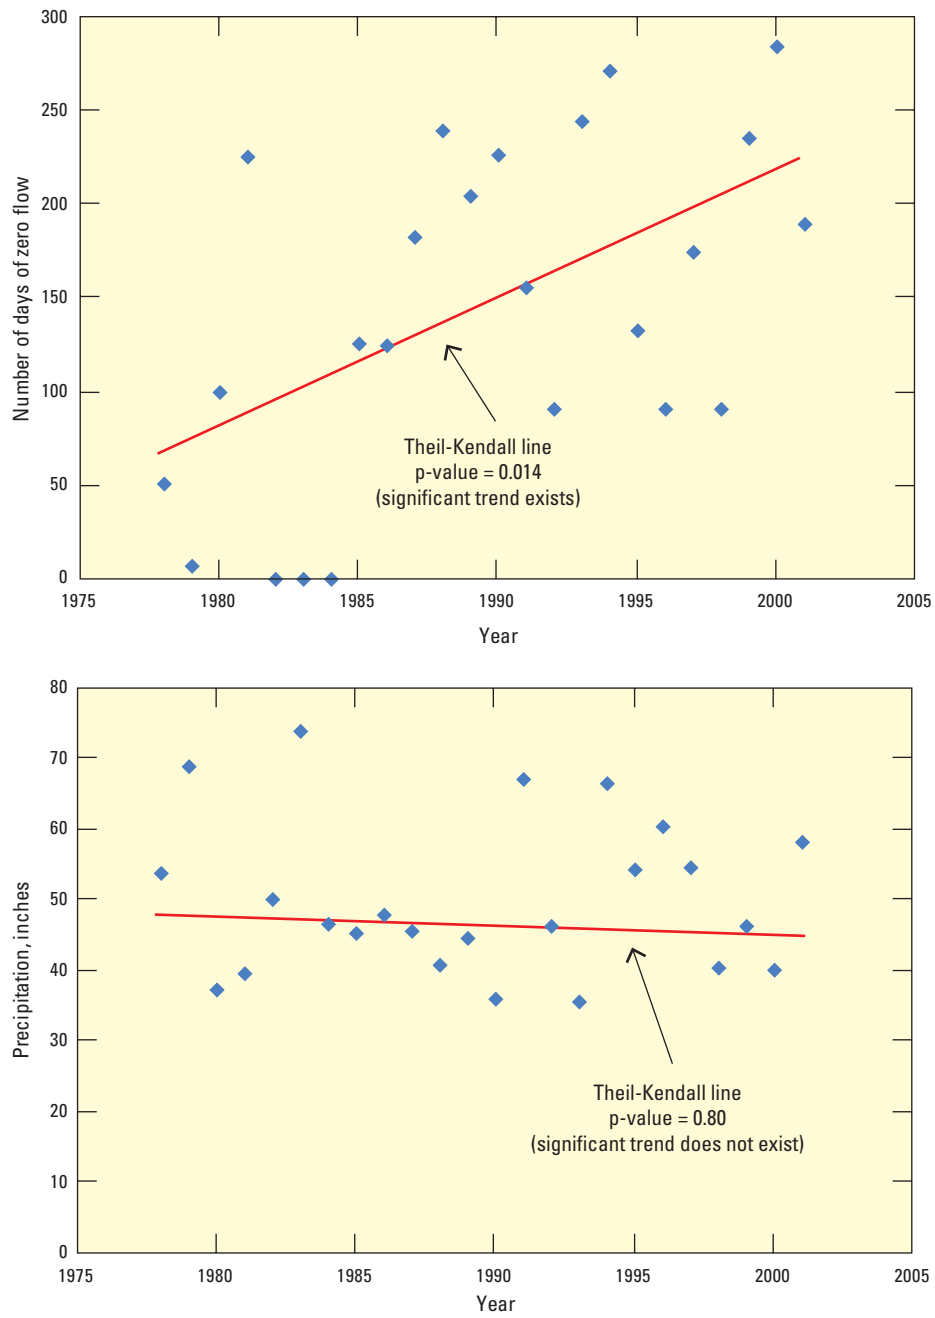 300
250
200
150
100
50
0
Number of days of zero flow
Theil-Kendall line
p-value = 0.014
(significant trend exists)
1975 1980 1985 1990 1995 2000 2005
Year
80
70
60
50
40
30
20
10
0
Precipitation, inches
Theil-Kendall line
p-value = 0.80
(significant trend does not exist)
1975 1980 1985 1990 1995 2000 2005
Year